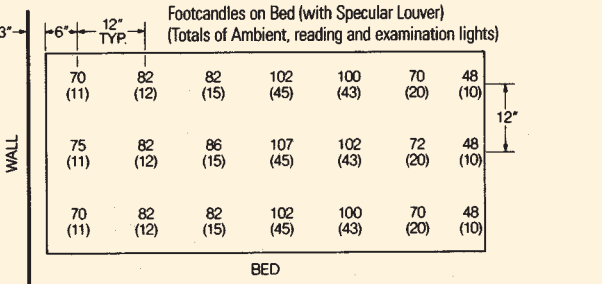 Footcandles on Bed (with Specular Louver)
(Totals of Ambient, reading and examination lights)
3" 6" 12"
TYP.
70 82 82 102 100 70 48
(11) (12) (15) (45) (43) (20) (10)
12"
75 82 86 107 102 72 48
(11) (12) (15) (45) (43) (20) (10)
WALL
70 82 82 102 100 70 48
(11) (12) (15) (45) (43) (20) (10)
BED